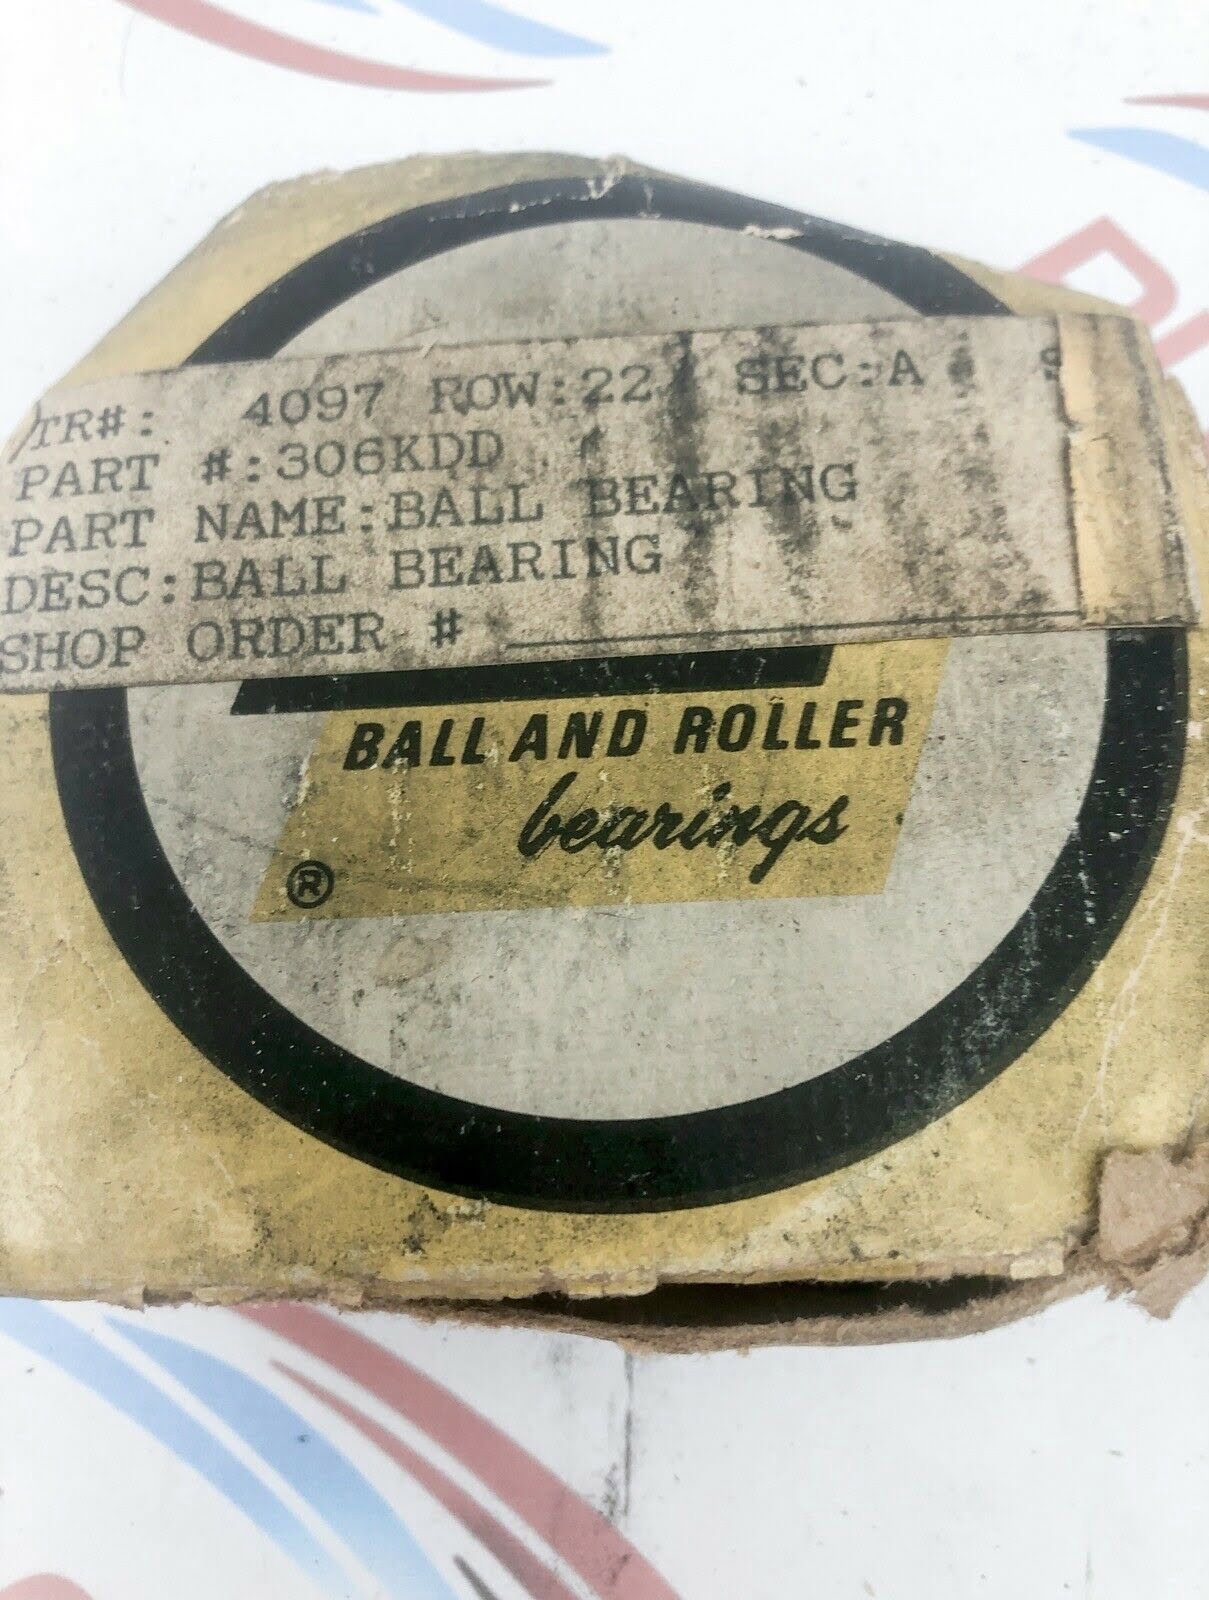 TR#: 4097 ROW:22 SEC:A S
PART #:306KDD
PART NAME:BALL BEARING
DESC:BALL BEARING
SHOP ORDER #
BALL AND ROLLER
bearings
®